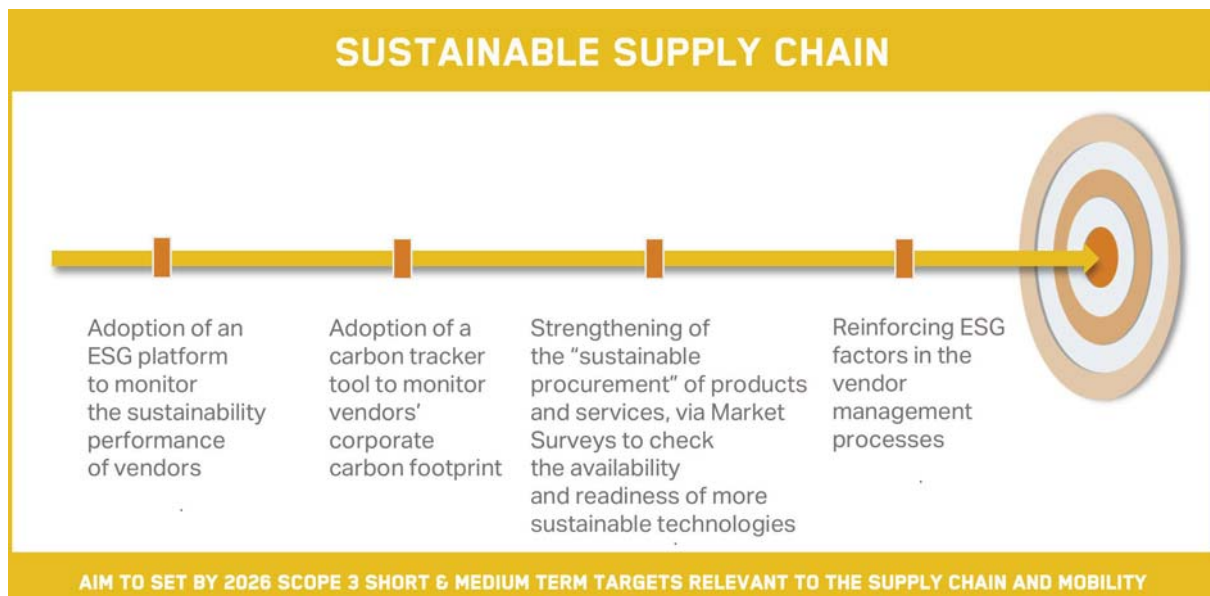 SUSTAINABLE SUPPLY CHAIN
Adoption of an
ESG platform
to monitor
the sustainability
performance
of vendors
Adoption of a
carbon tracker
tool to monitor
vendors’
corporate
carbon footprint
Strengthening of
the “sustainable
procurement” of products
and services, via Market
Surveys to check
the availability
and readiness of more
sustainable technologies
Reinforcing ESG
factors in the
vendor
management
processes
AIM TO SET BY 2026 SCOPE 3 SHORT & MEDIUM TERM TARGETS RELEVANT TO THE SUPPLY CHAIN AND MOBILITY